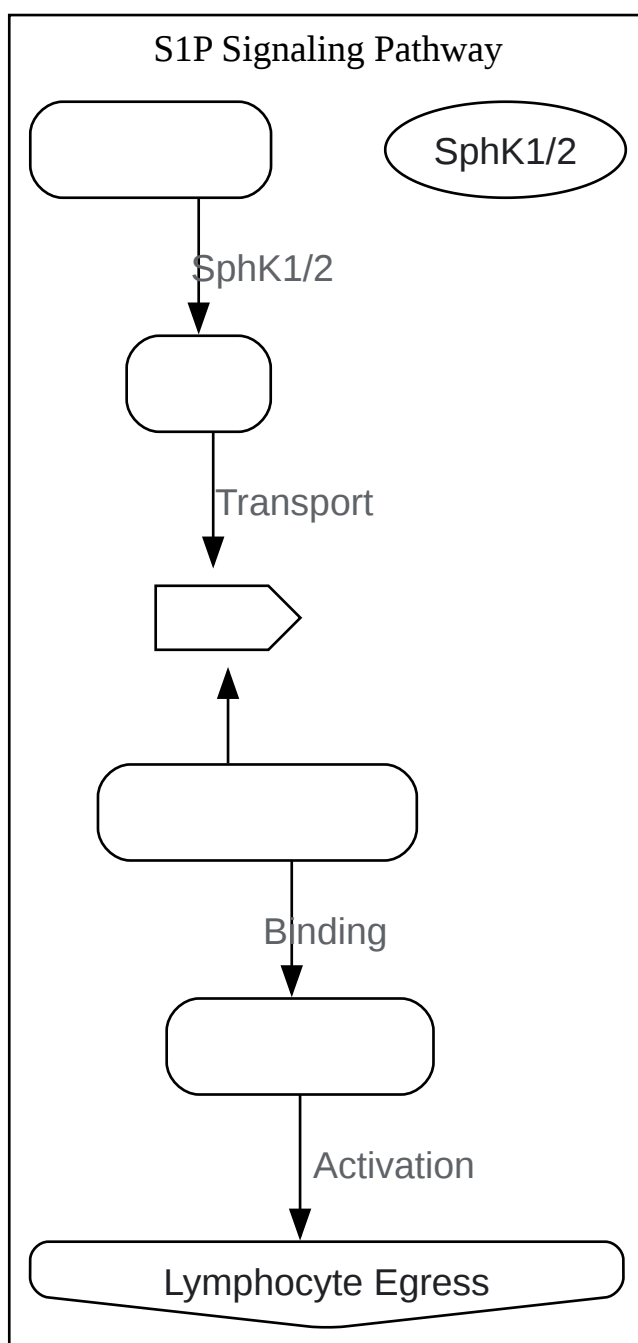 S1P Signaling Pathway
SphK1/2
SphK1/2
Transport
Binding
Activation
Lymphocyte Egress